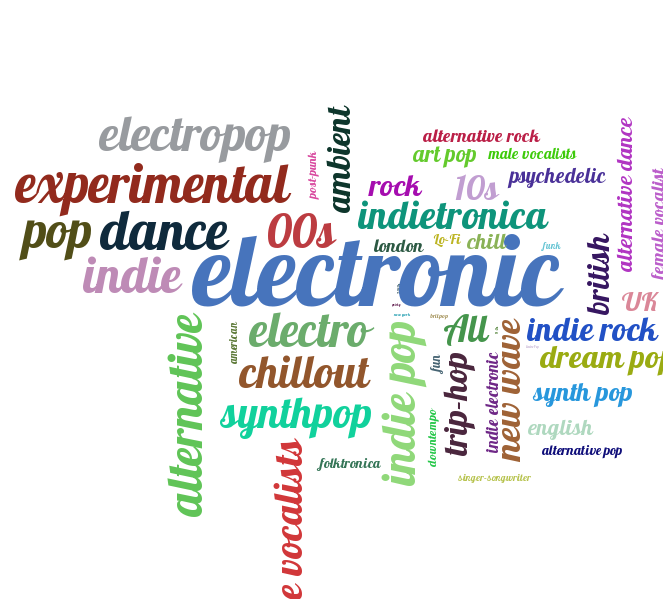 electropop
ambient
alternative rock
art pop
male vocalists
alternative dance
post-punk
experimental
rock
10s
psychedelic
female vocalist
pop
dance
00s
indietronica
london
Lo-Fi
chill
funk
british
indie
electronic
UK
britpop
american
electro
All
indie rock
alternative
chillout
indie pop
fun
trip-hop
indie electronic
new wave
dream pop
synthpop
synth pop
downtempo
english
e vocalists
folktronica
alternative pop
singer-songwriter